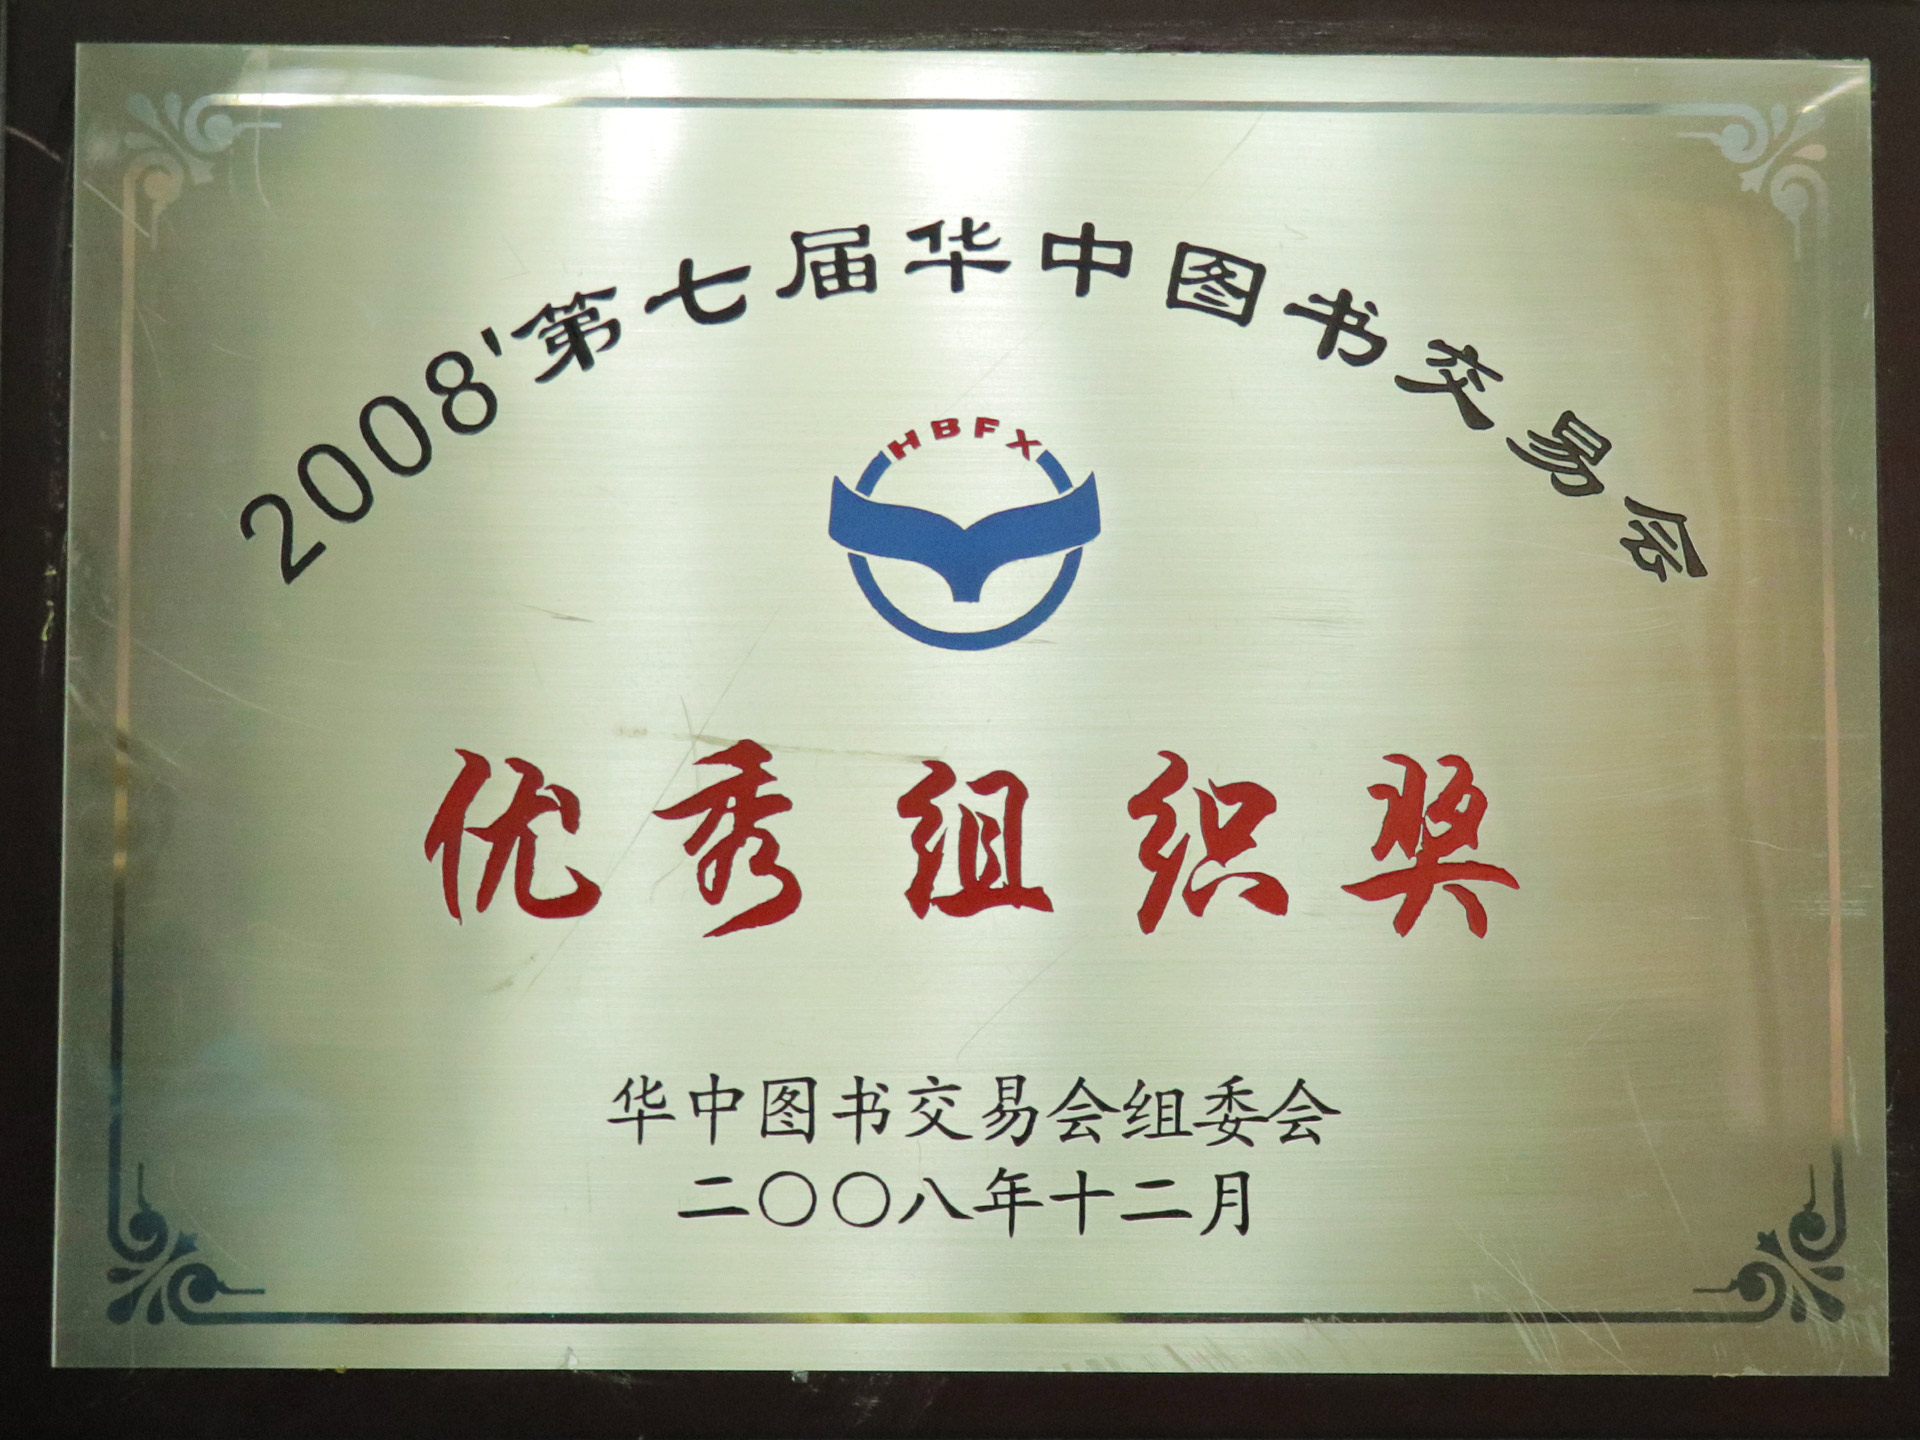 2008'第七届华中图书交易会
HBFX
优秀组织奖
华中图书交易会组委会
二〇〇八年十二月